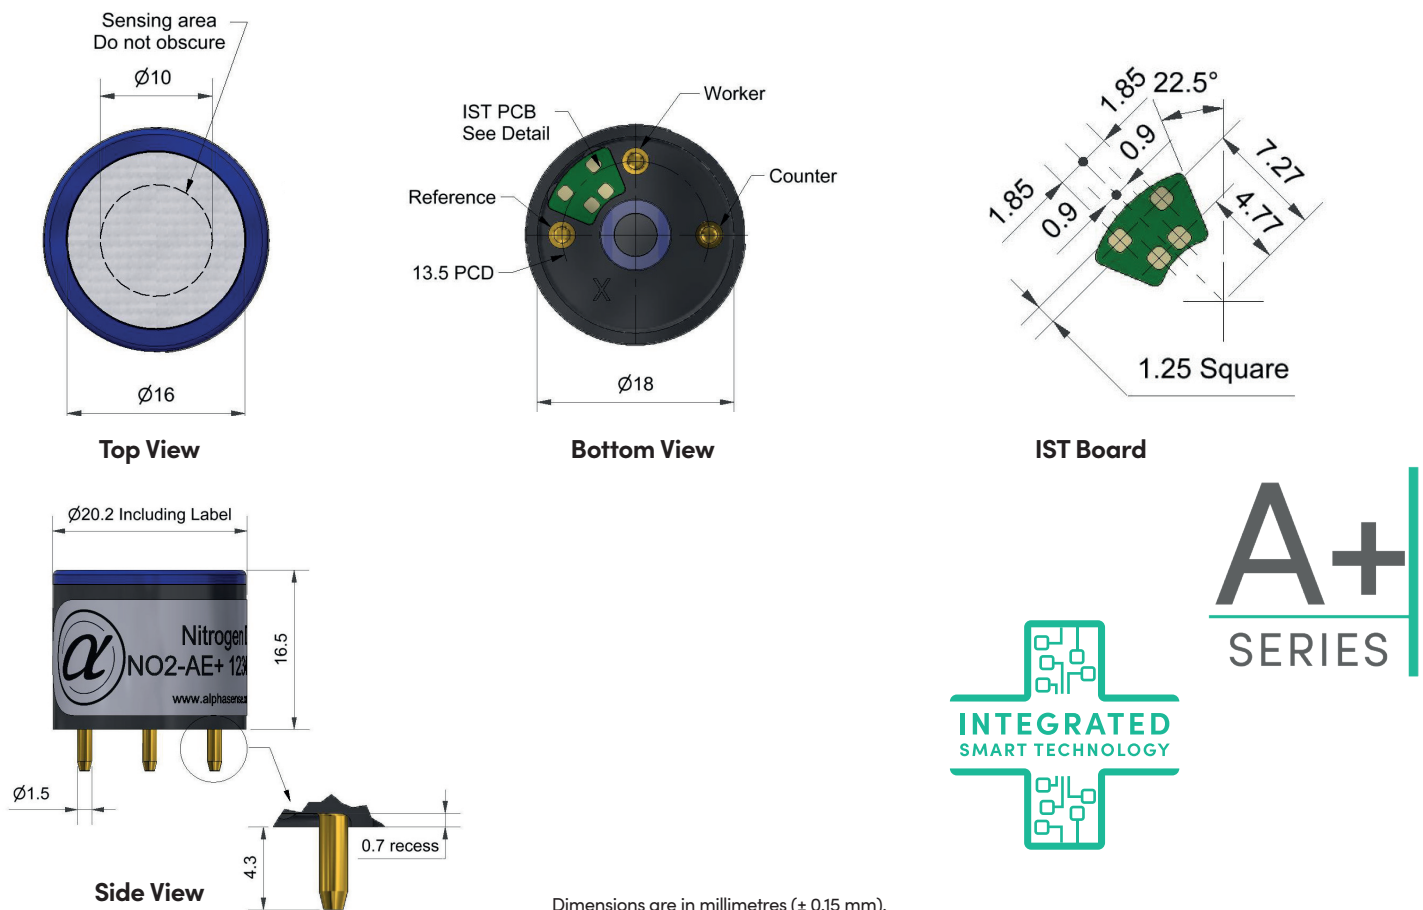 Sensing area
Do not obscure
Ø10
Ø16
Top View
IST PCB
See Detail
Worker
Reference
Counter
13.5 PCD
X
Ø18
Bottom View
1.85
22.5°
0.9
7.27
1.85
0.9
4.77
1.25 Square
IST Board
Ø20.2 Including Label
α
Nitrogen
NO2-AE+ 123
www.alphasense
16.5
Ø1.5
4.3
0.7 recess
Side View
A+
SERIES
INTEGRATED
SMART TECHNOLOGY
Dimensions are in millimetres (± 0.15 mm).